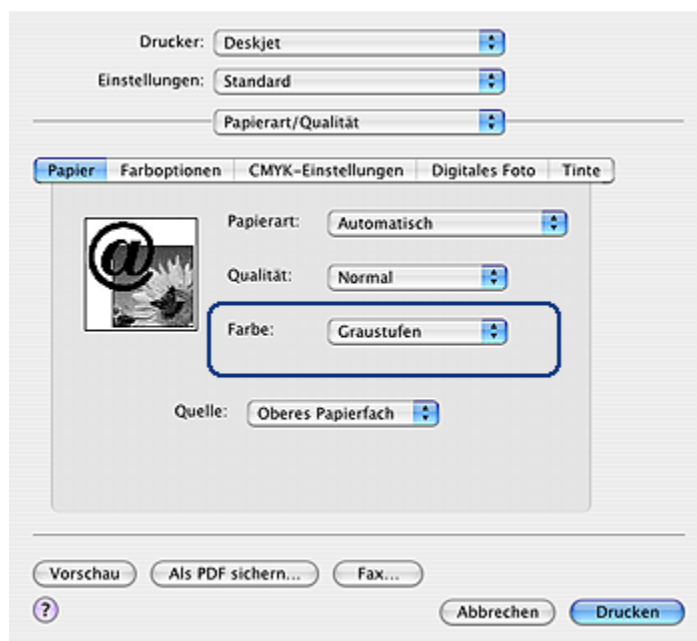 Drucker: Deskjet
Einstellungen: Standard
Papierart/Qualität
Papier Farboptionen CMYK-Einstellungen Digitales Foto Tinte
@
Papierart: Automatisch
Qualität: Normal
Farbe: Graustufen
Quelle: Oberes Papierfach
Vorschau Als PDF sichern... Fax...
? Abbrechen Drucken